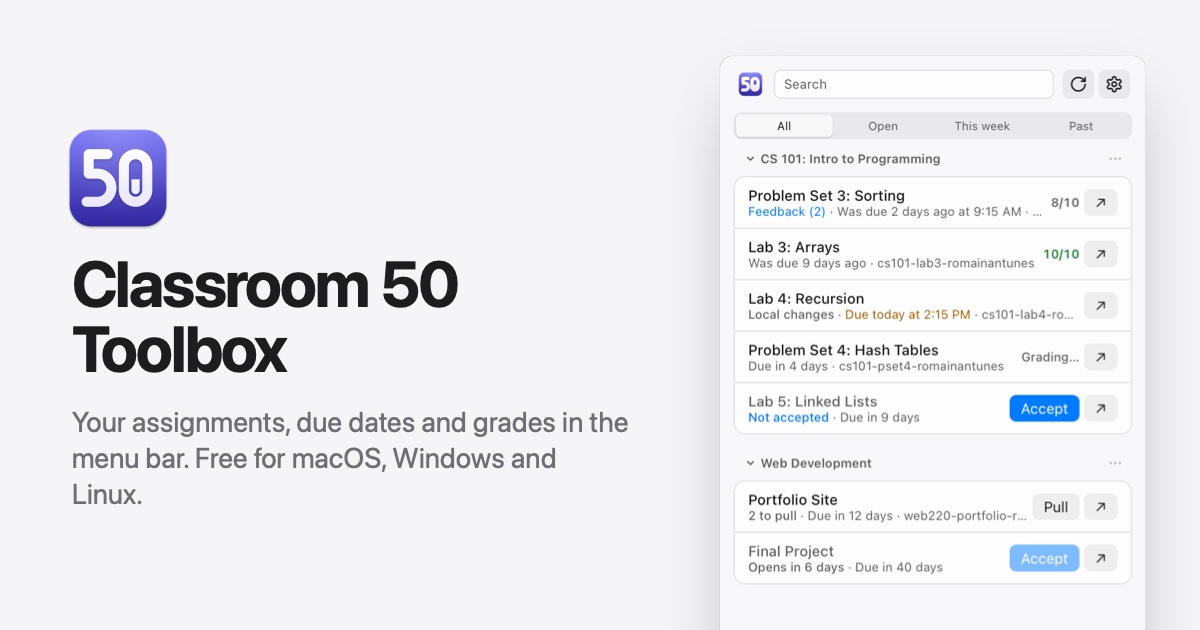 50
Classroom 50
Toolbox
Your assignments, due dates and grades in the
menu bar. Free for macOS, Windows and
Linux.
50 Search
All Open This week Past
CS 101: Intro to Programming ···
Problem Set 3: Sorting
Feedback (2) · Was due 2 days ago at 9:15 AM · ... 8/10
Lab 3: Arrays
Was due 9 days ago · cs101-lab3-romainantunes 10/10
Lab 4: Recursion
Local changes · Due today at 2:15 PM · cs101-lab4-ro...
Problem Set 4: Hash Tables
Due in 4 days · cs101-pset4-romainantunes Grading...
Lab 5: Linked Lists
Not accepted · Due in 9 days Accept
Web Development ···
Portfolio Site
2 to pull · Due in 12 days · web220-portfolio-r... Pull
Final Project
Opens in 6 days · Due in 40 days Accept